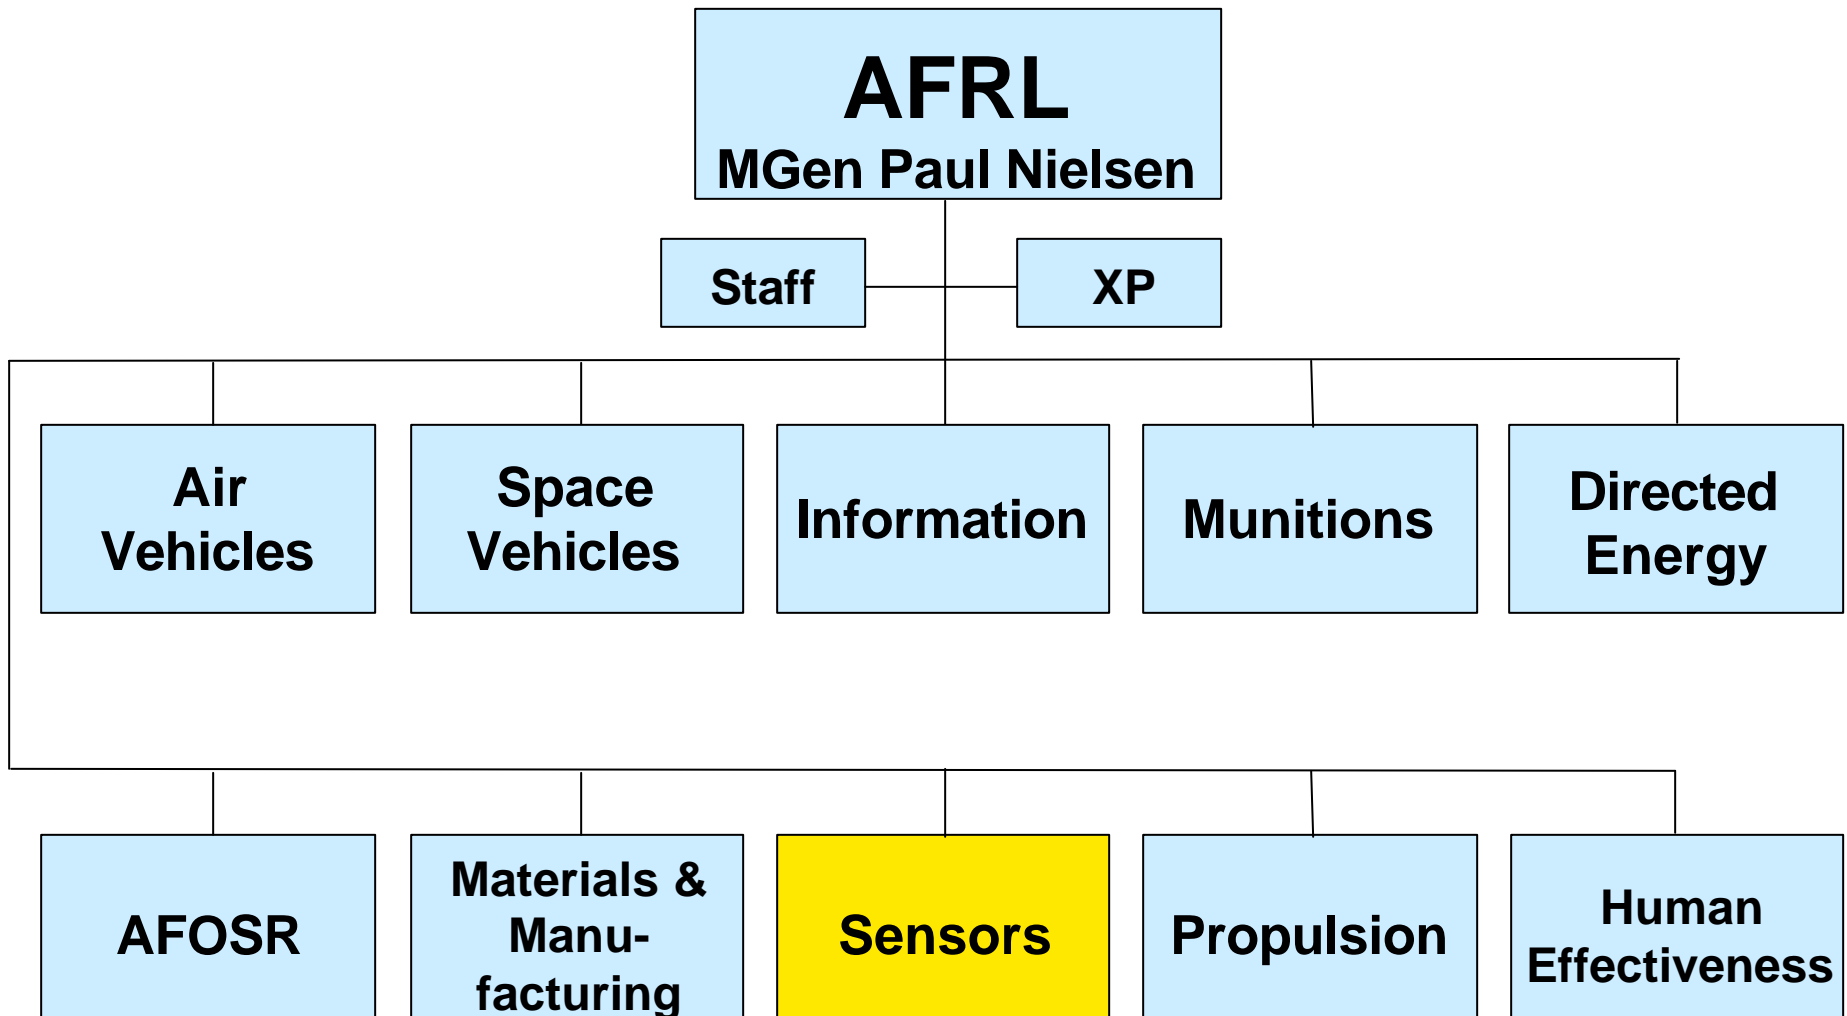 AFRL
MGen Paul Nielsen
Staff
XP
Air
Vehicles
Space
Vehicles
Information
Munitions
Directed
Energy
AFOSR
Materials &
Manu-
facturing
Sensors
Propulsion
Human
Effectiveness